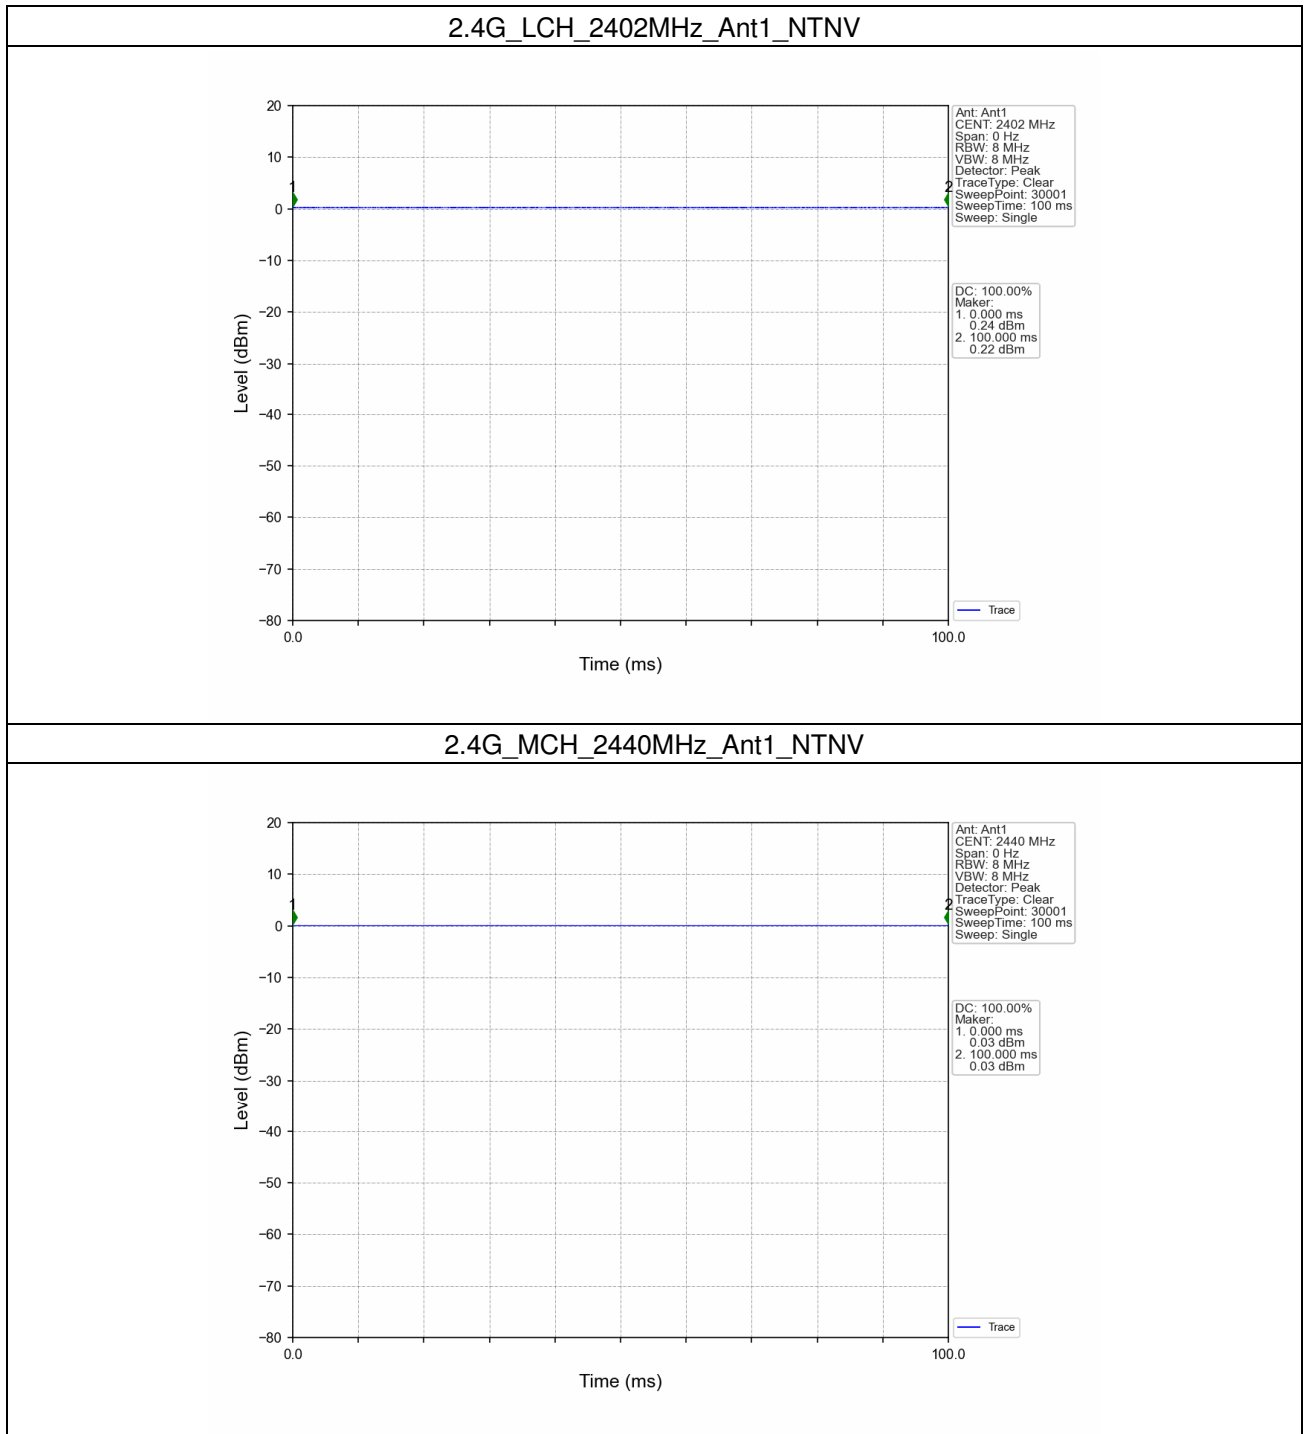 2.4G_LCH_2402MHz_Ant1_NTNV
20
10
0
−10
−20
−30
−40
−50
−60
−70
−80
Level (dBm)
1
2
0.0
100.0
Time (ms)
Ant: Ant1
CENT: 2402 MHz
Span: 0 Hz
RBW: 8 MHz
VBW: 8 MHz
Detector: Peak
TraceType: Clear
SweepPoint: 30001
SweepTime: 100 ms
Sweep: Single
DC: 100.00%
Maker:
1. 0.000 ms
0.24 dBm
2. 100.000 ms
0.22 dBm
Trace
2.4G_MCH_2440MHz_Ant1_NTNV
20
10
0
−10
−20
−30
−40
−50
−60
−70
−80
Level (dBm)
1
2
0.0
100.0
Time (ms)
Ant: Ant1
CENT: 2440 MHz
Span: 0 Hz
RBW: 8 MHz
VBW: 8 MHz
Detector: Peak
TraceType: Clear
SweepPoint: 30001
SweepTime: 100 ms
Sweep: Single
DC: 100.00%
Maker:
1. 0.000 ms
0.03 dBm
2. 100.000 ms
0.03 dBm
Trace